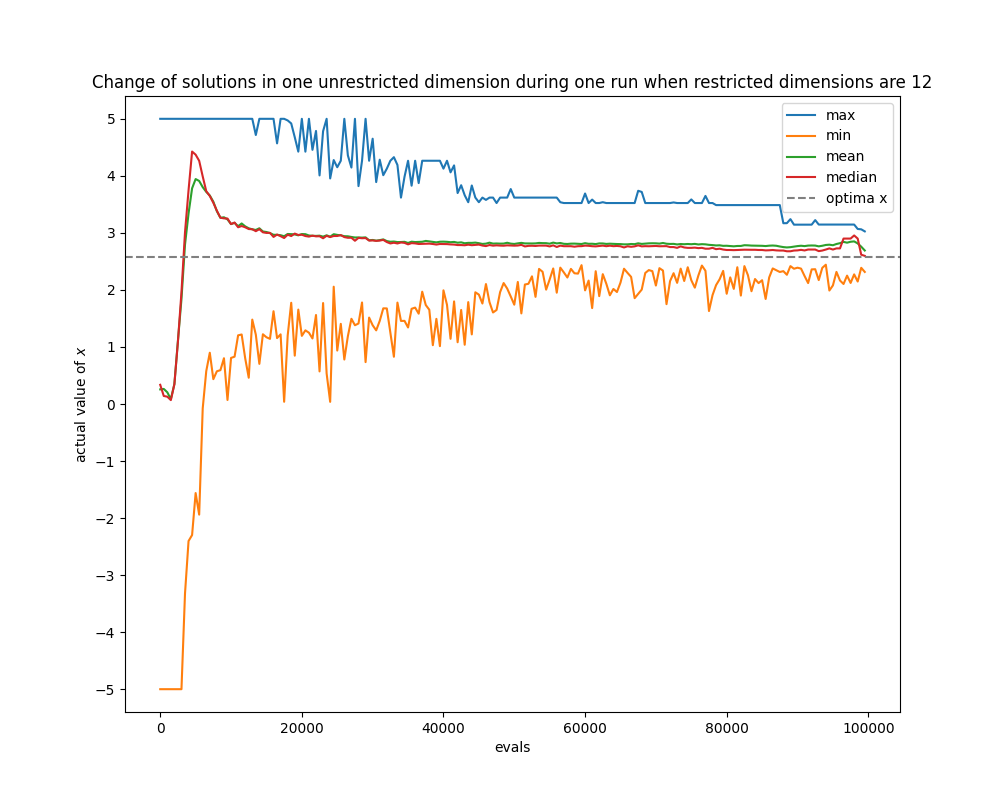 Change of solutions in one unrestricted dimension during one run when restricted dimensions are 12
max
min
mean
median
optima x
5
4
3
2
1
0
−1
−2
−3
−4
−5
actual value of x
0 20000 40000 60000 80000 100000
evals